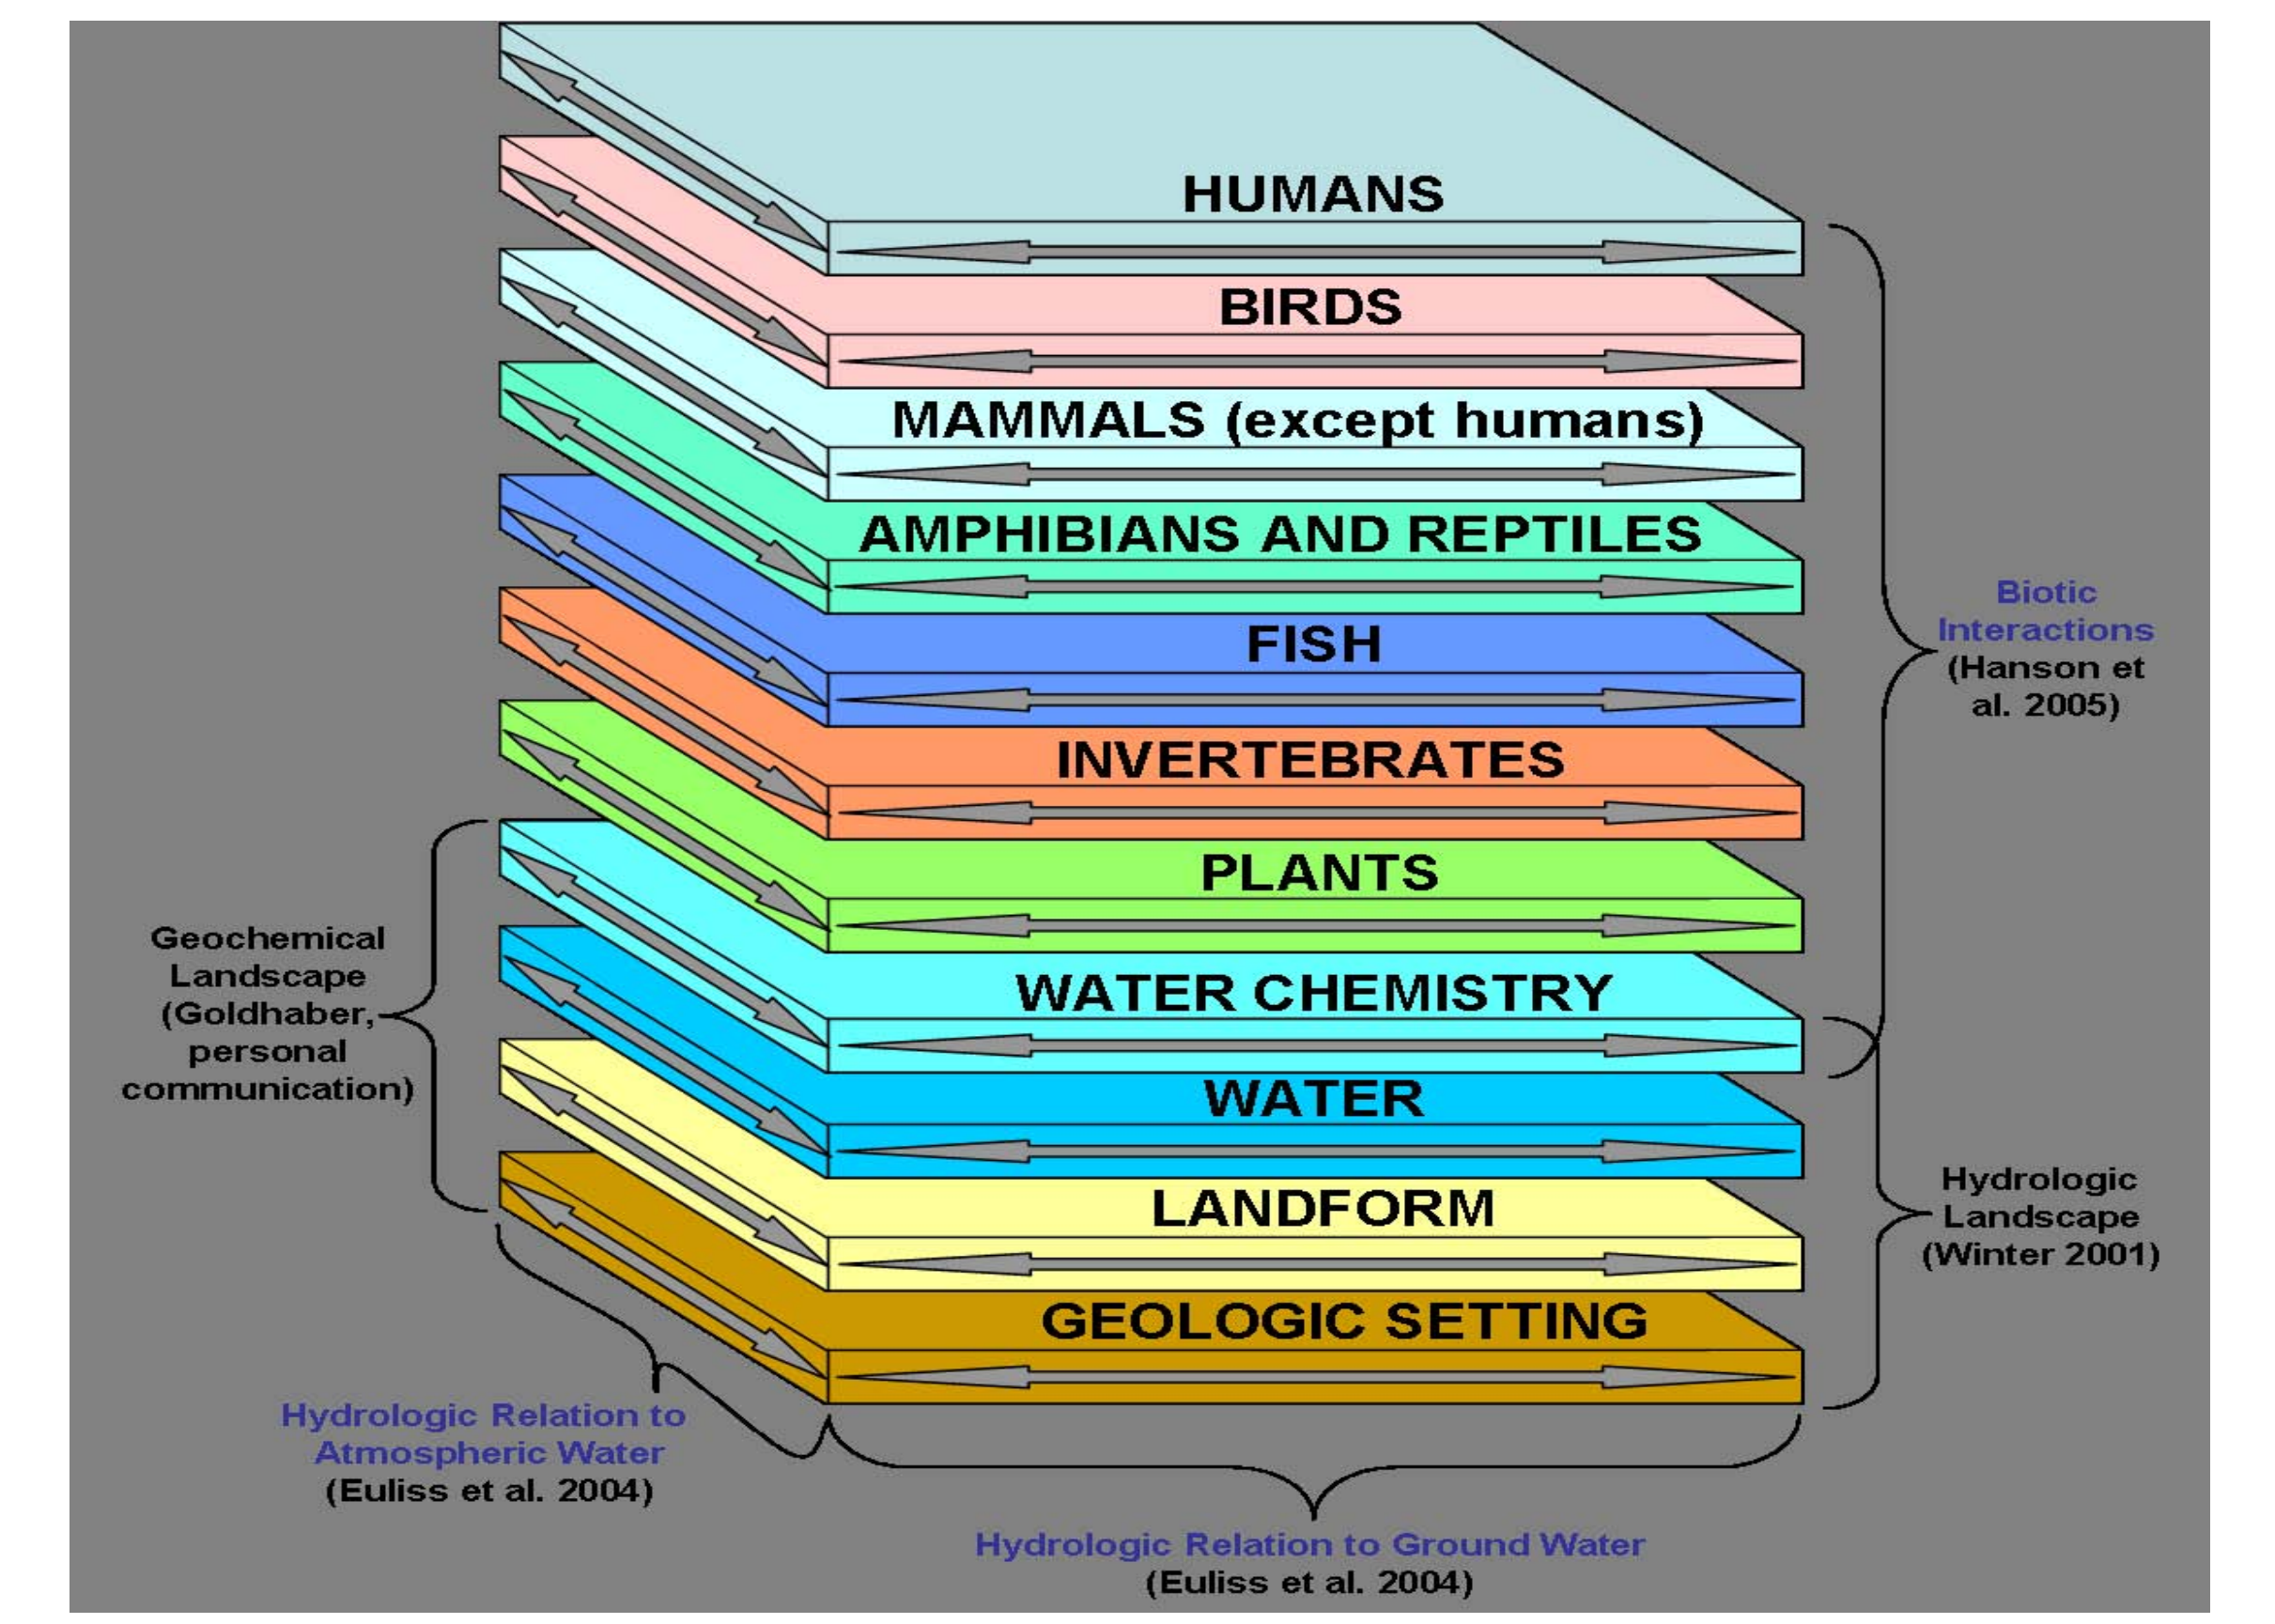 HUMANS
BIRDS
MAMMALS (except humans)
AMPHIBIANS AND REPTILES
FISH
INVERTEBRATES
PLANTS
WATER CHEMISTRY
WATER
LANDFORM
GEOLOGIC SETTING
Biotic
Interactions
(Hanson et
al. 2005)
Geochemical
Landscape
(Goldhaber,
personal
communication)
Hydrologic
Landscape
(Winter 2001)
Hydrologic Relation to
Atmospheric Water
(Euliss et al. 2004)
Hydrologic Relation to Ground Water
(Euliss et al. 2004)